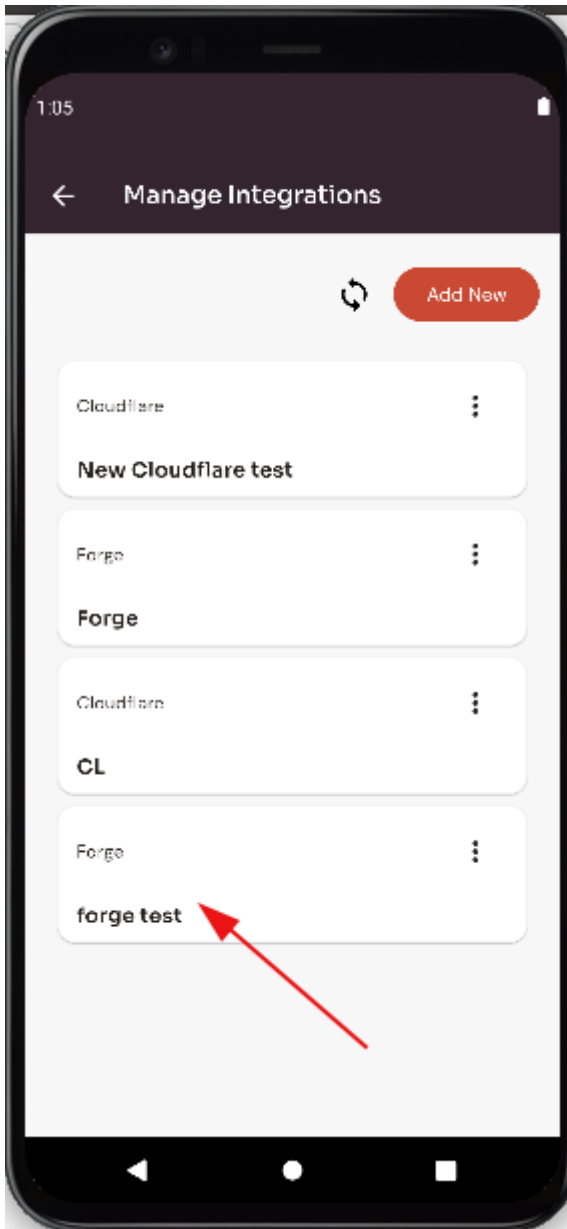 1:05
Manage Integrations
Add New
Cloudflare
New Cloudflare test
Forge
Forge
Cloudflare
CL
Forge
forge test